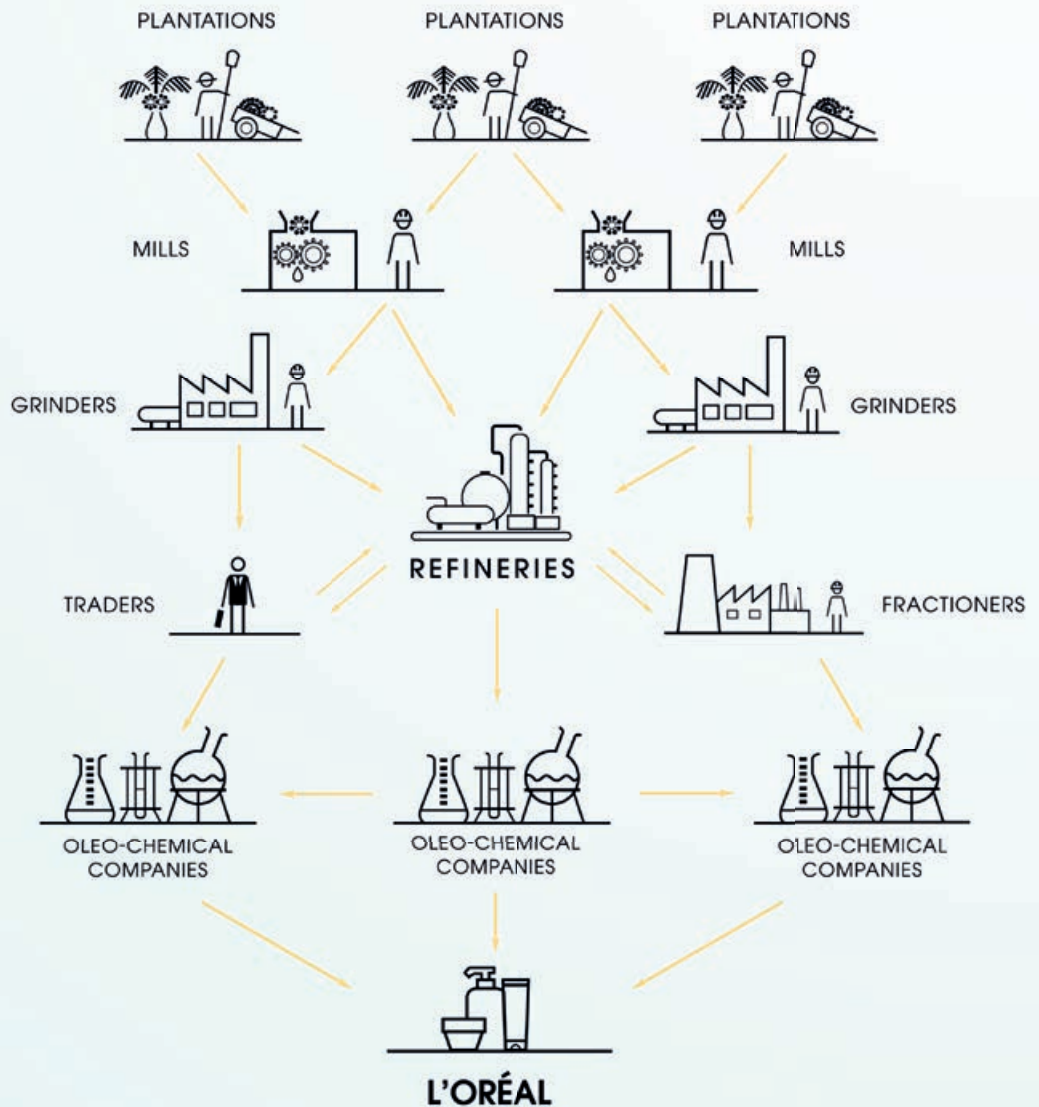 PLANTATIONS
PLANTATIONS
PLANTATIONS
MILLS
MILLS
GRINDERS
GRINDERS
REFINERIES
TRADERS
FRACTIONERS
OLEO-CHEMICAL
COMPANIES
OLEO-CHEMICAL
COMPANIES
OLEO-CHEMICAL
COMPANIES
L'ORÉAL